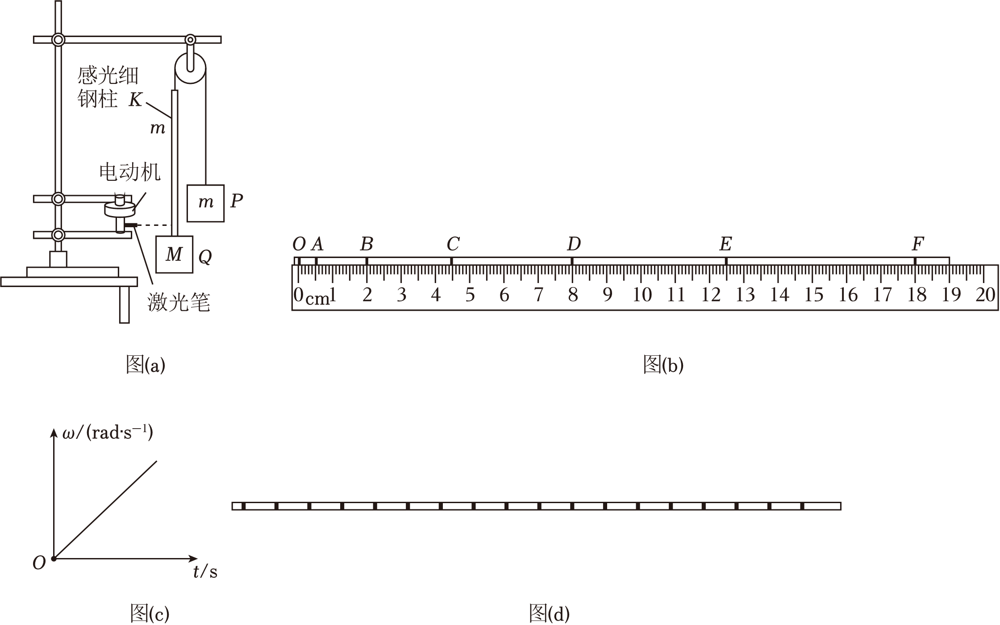 感光细
钢柱 K
m
电动机
m P
M Q
激光笔
图(a)
O A B C D E F
0 cm 1 2 3 4 5 6 7 8 9 10 11 12 13 14 15 16 17 18 19 20
图(b)
ω/(rad·s⁻¹)
O
t/s
图(c)
图(d)